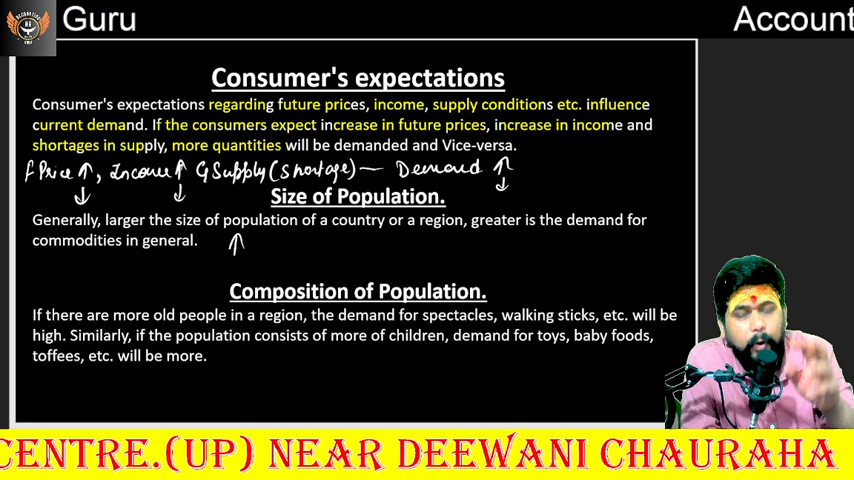 Guru
Account
Consumer's expectations
Consumer's expectations regarding future prices, income, supply conditions etc. influence
current demand. If the consumers expect increase in future prices, increase in income and
shortages in supply, more quantities will be demanded and Vice-versa.
f Price ↑, Income ↑ G Supply (Shortage) — Demand ↑
↓ ↓ ↓
Size of Population.
Generally, larger the size of population of a country or a region, greater is the demand for
commodities in general. ↑
Composition of Population.
If there are more old people in a region, the demand for spectacles, walking sticks, etc. will be
high. Similarly, if the population consists of more of children, demand for toys, baby foods,
toffees, etc. will be more.
CENTRE.(UP) NEAR DEEWANI CHAURAHA